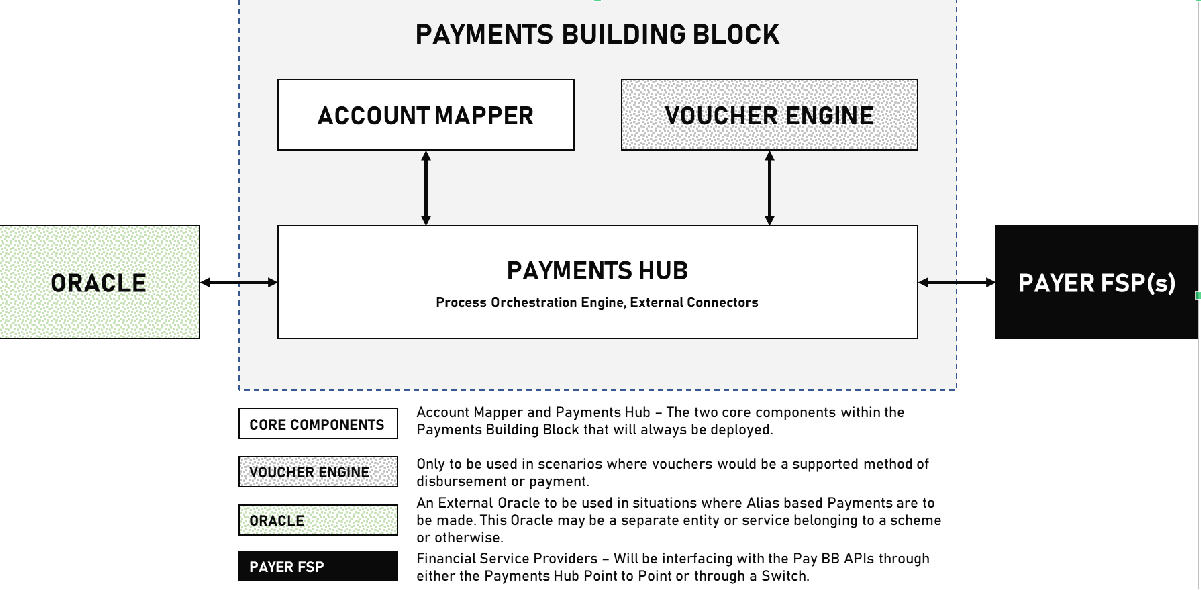 PAYMENTS BUILDING BLOCK
ACCOUNT MAPPER
VOUCHER ENGINE
ORACLE
PAYMENTS HUB
Process Orchestration Engine, External Connectors
PAYER FSP(s)
CORE COMPONENTS
Account Mapper and Payments Hub – The two core components within the
Payments Building Block that will always be deployed.
VOUCHER ENGINE
Only to be used in scenarios where vouchers would be a supported method of
disbursement or payment.
ORACLE
An External Oracle to be used in situations where Alias based Payments are to
be made. This Oracle may be a separate entity or service belonging to a scheme
or otherwise.
PAYER FSP
Financial Service Providers – Will be interfacing with the Pay BB APIs through
either the Payments Hub Point to Point or through a Switch.